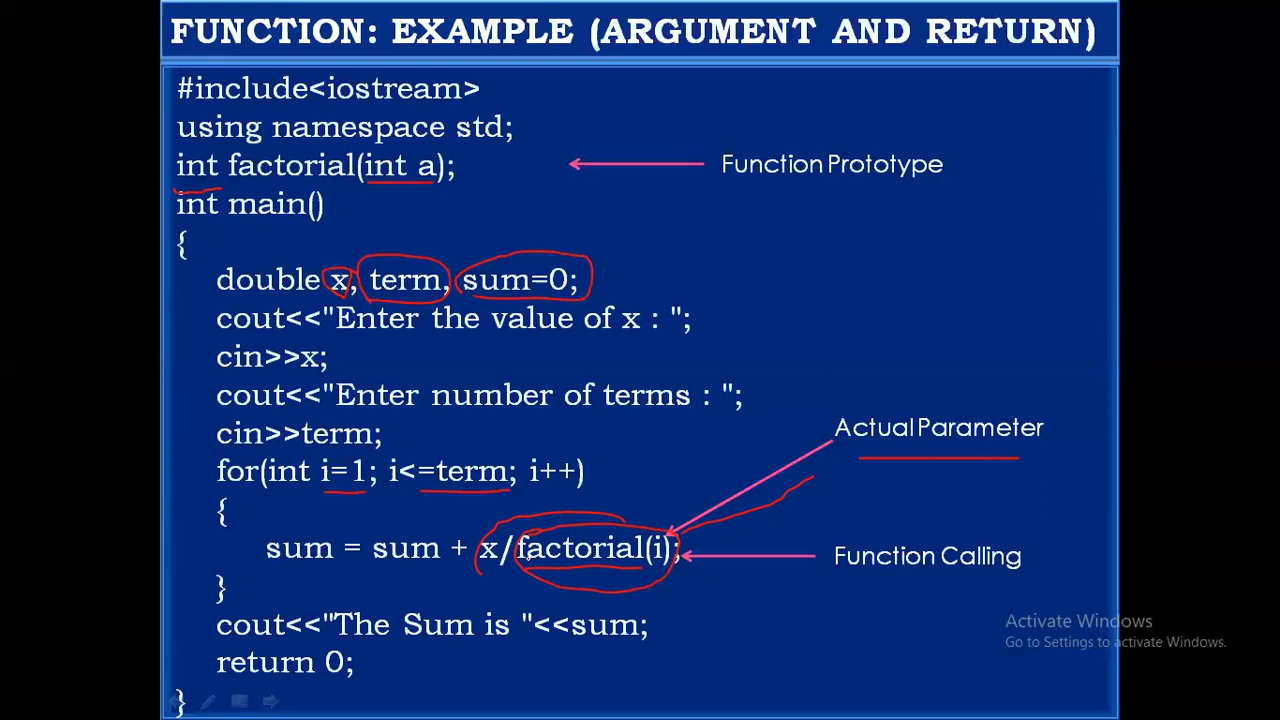 FUNCTION: EXAMPLE (ARGUMENT AND RETURN)
#include<iostream>
using namespace std;
int factorial(int a);
Function Prototype
int main()
{
double x, term, sum=0;
cout<<"Enter the value of x : ";
cin>>x;
cout<<"Enter number of terms : ";
cin>>term;
Actual Parameter
for(int i=1; i<=term; i++)
{
sum = sum + x/factorial(i);
Function Calling
}
cout<<"The Sum is "<<sum;
return 0;
}
Activate Windows
Go to Settings to activate Windows.